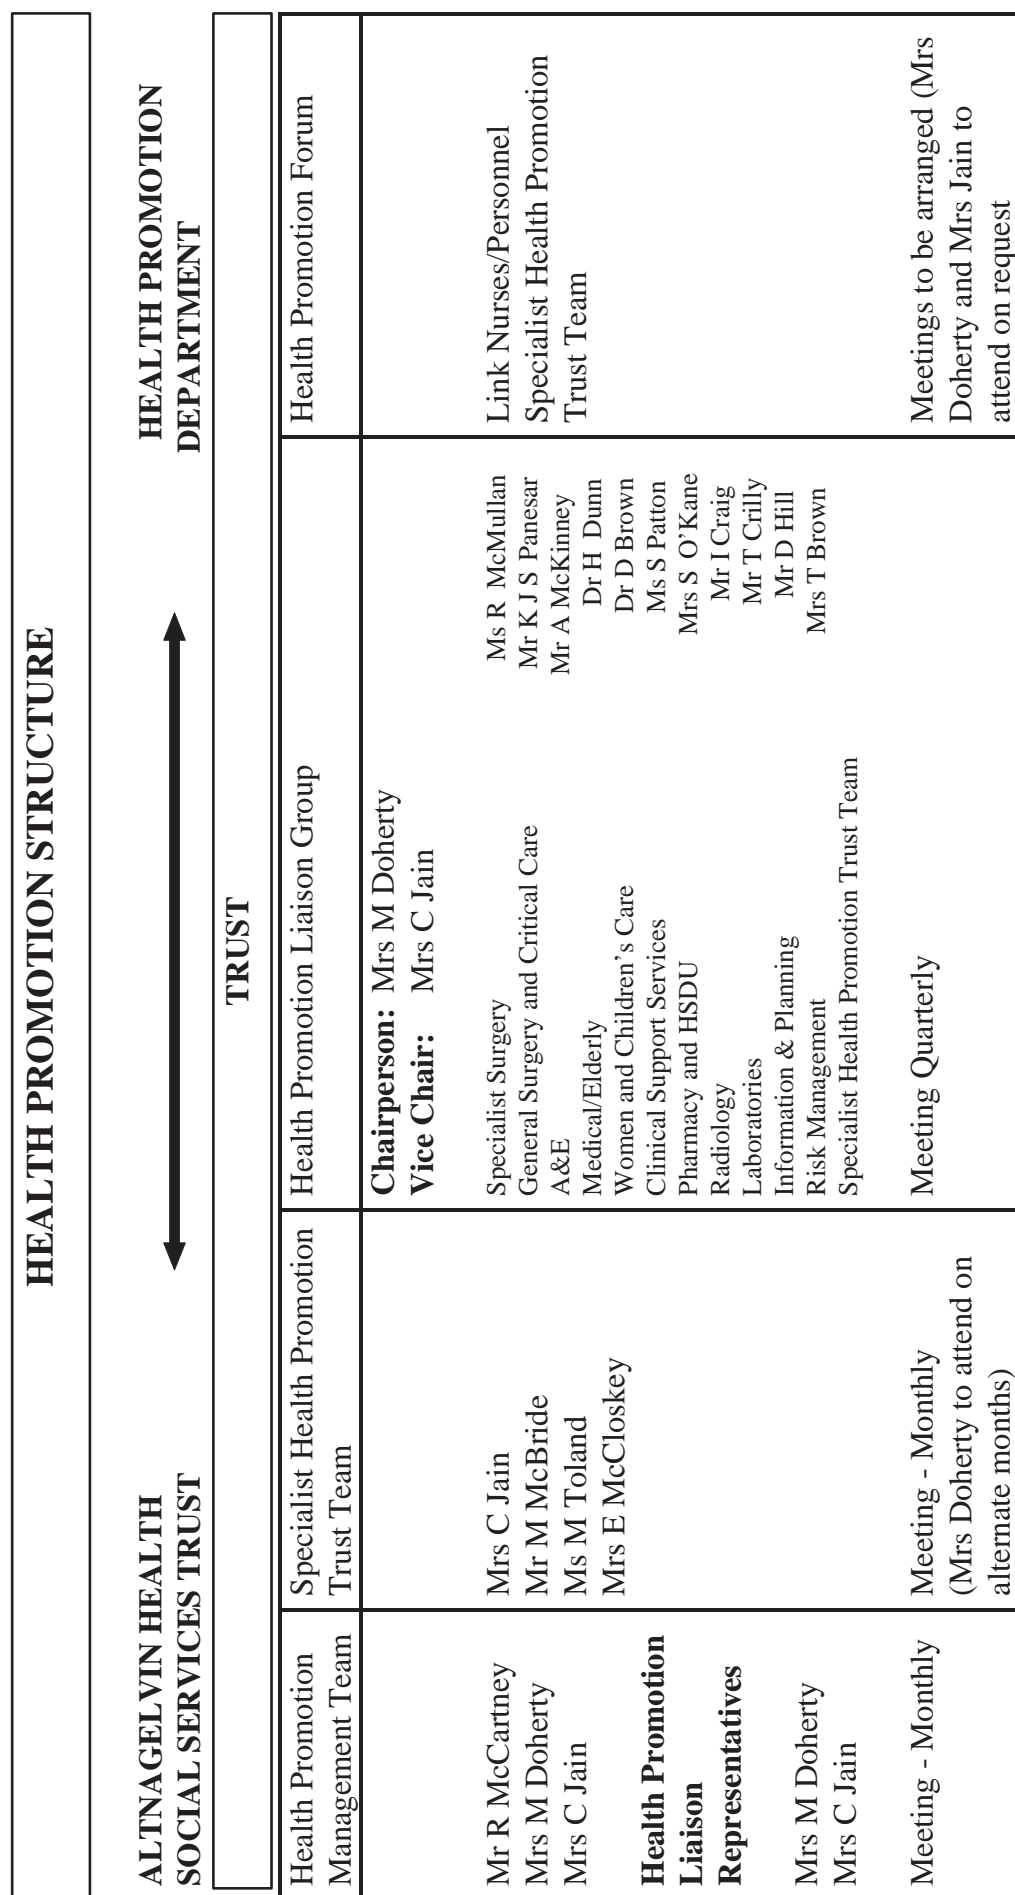 HEALTH PROMOTION STRUCTURE
ALTNAGELVIN HEALTH
SOCIAL SERVICES TRUST
HEALTH PROMOTION
DEPARTMENT
TRUST
Health Promotion
Management Team
Mr R McCartney
Mrs M Doherty
Mrs C Jain
Health Promotion
Liaison
Representatives
Mrs M Doherty
Mrs C Jain
Meeting - Monthly
Specialist Health Promotion
Trust Team
Mrs C Jain
Mr M McBride
Ms M Toland
Mrs E McCloskey
Meeting - Monthly
(Mrs Doherty to attend on
alternate months)
Health Promotion Liaison Group
Chairperson: Mrs M Doherty
Vice Chair: Mrs C Jain
Specialist Surgery Ms R McMullan
General Surgery and Critical Care Mr K J S Panesar
A&E Mr A McKinney
Medical/Elderly Dr H Dunn
Women and Children's Care Dr D Brown
Clinical Support Services Ms S Patton
Pharmacy and HSDU Mrs S O'Kane
Radiology Mr I Craig
Laboratories Mr T Crilly
Information & Planning Mr D Hill
Risk Management Mrs T Brown
Specialist Health Promotion Trust Team
Meeting Quarterly
Health Promotion Forum
Link Nurses/Personnel
Specialist Health Promotion
Trust Team
Meetings to be arranged (Mrs
Doherty and Mrs Jain to
attend on request